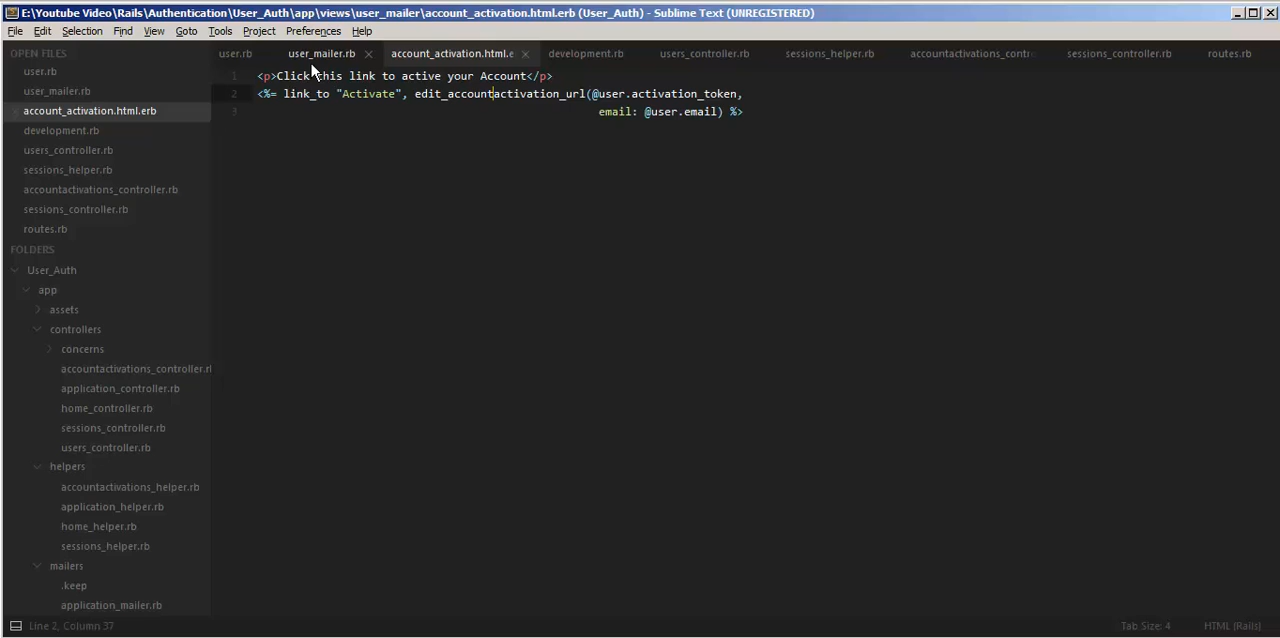 E:\Youtube Video\Rails\Authentication\User_Auth\app\views\user_mailer\account_activation.html.erb (User_Auth) - Sublime Text (UNREGISTERED)
File Edit Selection Find View Goto Tools Project Preferences Help
OPEN FILES
user.rb
user_mailer.rb
account_activation.html.erb
development.rb
users_controller.rb
sessions_helper.rb
accountactivations_controller.rb
sessions_controller.rb
routes.rb
FOLDERS
User_Auth
app
assets
controllers
concerns
accountactivations_controller.r
application_controller.rb
home_controller.rb
sessions_controller.rb
users_controller.rb
helpers
accountactivations_helper.rb
application_helper.rb
home_helper.rb
sessions_helper.rb
mailers
.keep
application_mailer.rb
user.rb user_mailer.rb account_activation.html.e development.rb users_controller.rb sessions_helper.rb accountactivations_contr sessions_controller.rb routes.rb
1 <p>Click this link to active your Account</p>
2 <%= link_to "Activate", edit_accountactivation_url(@user.activation_token,
3 email: @user.email) %>
Line 2, Column 37 Tab Size: 4 HTML (Rails)